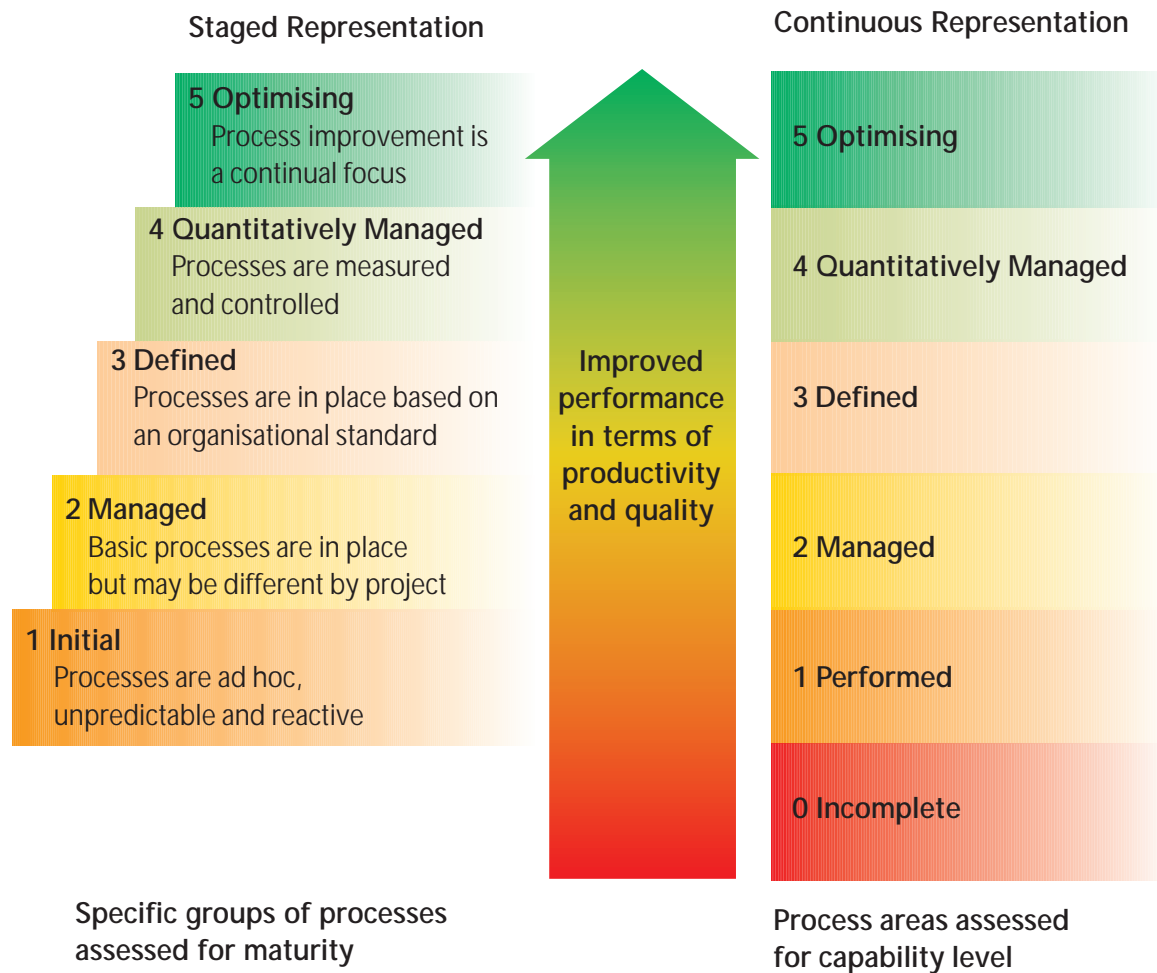 Staged Representation
5 Optimising
Process improvement is
a continual focus
4 Quantitatively Managed
Processes are measured
and controlled
3 Defined
Processes are in place based on
an organisational standard
2 Managed
Basic processes are in place
but may be different by project
1 Initial
Processes are ad hoc,
unpredictable and reactive
Specific groups of processes
assessed for maturity
Improved
performance
in terms of
productivity
and quality
Continuous Representation
5 Optimising
4 Quantitatively Managed
3 Defined
2 Managed
1 Performed
0 Incomplete
Process areas assessed
for capability level